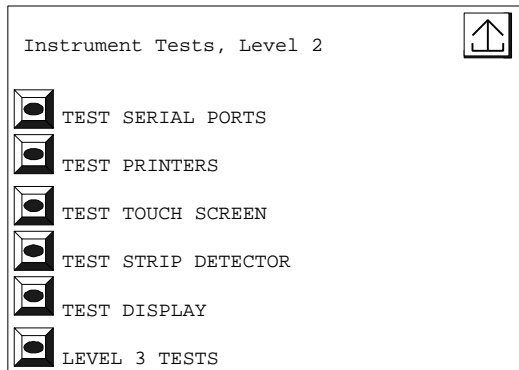 Instrument Tests, Level 2
TEST SERIAL PORTS
TEST PRINTERS
TEST TOUCH SCREEN
TEST STRIP DETECTOR
TEST DISPLAY
LEVEL 3 TESTS